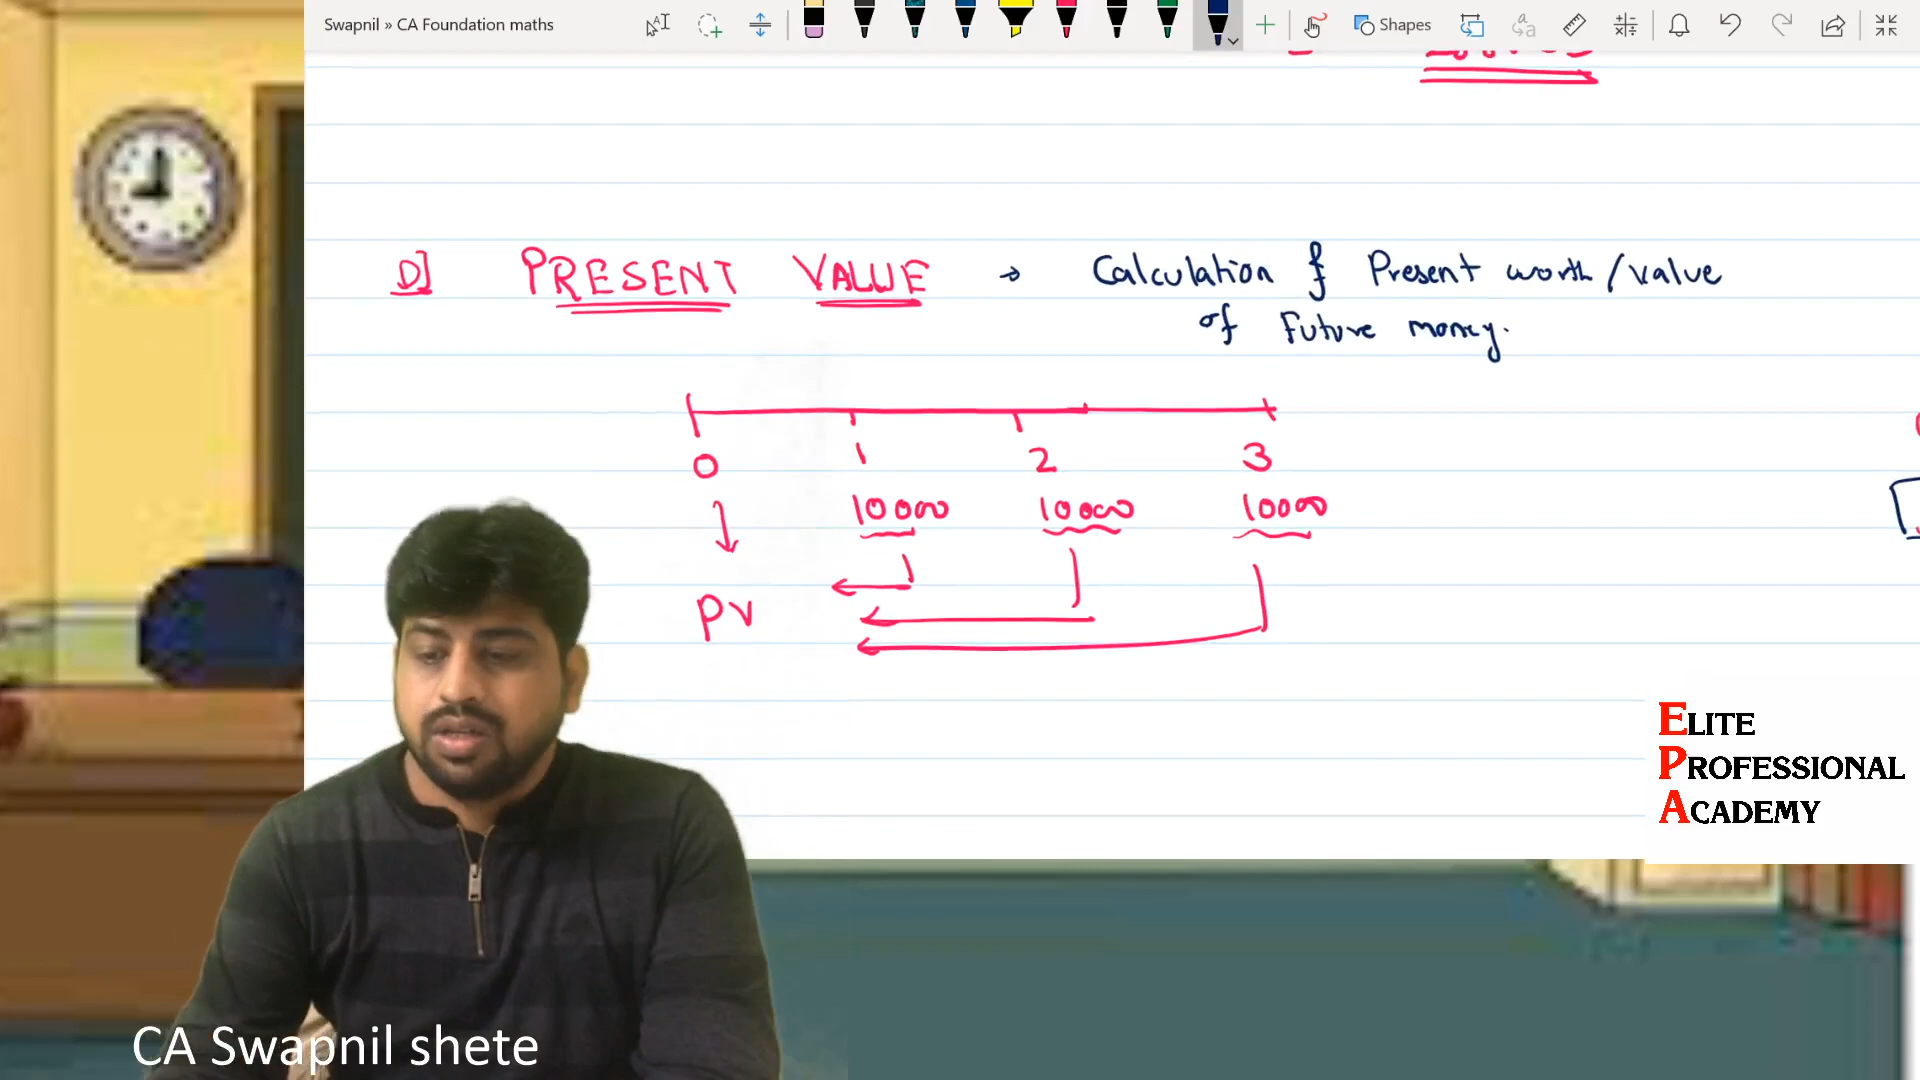 Swapnil » CA Foundation maths
Shapes
D] PRESENT VALUE → Calculation of Present worth/value
of Future money.
0 1 2 3
10000 10000 10000
PV
ELITE
PROFESSIONAL
ACADEMY
CA Swapnil shete